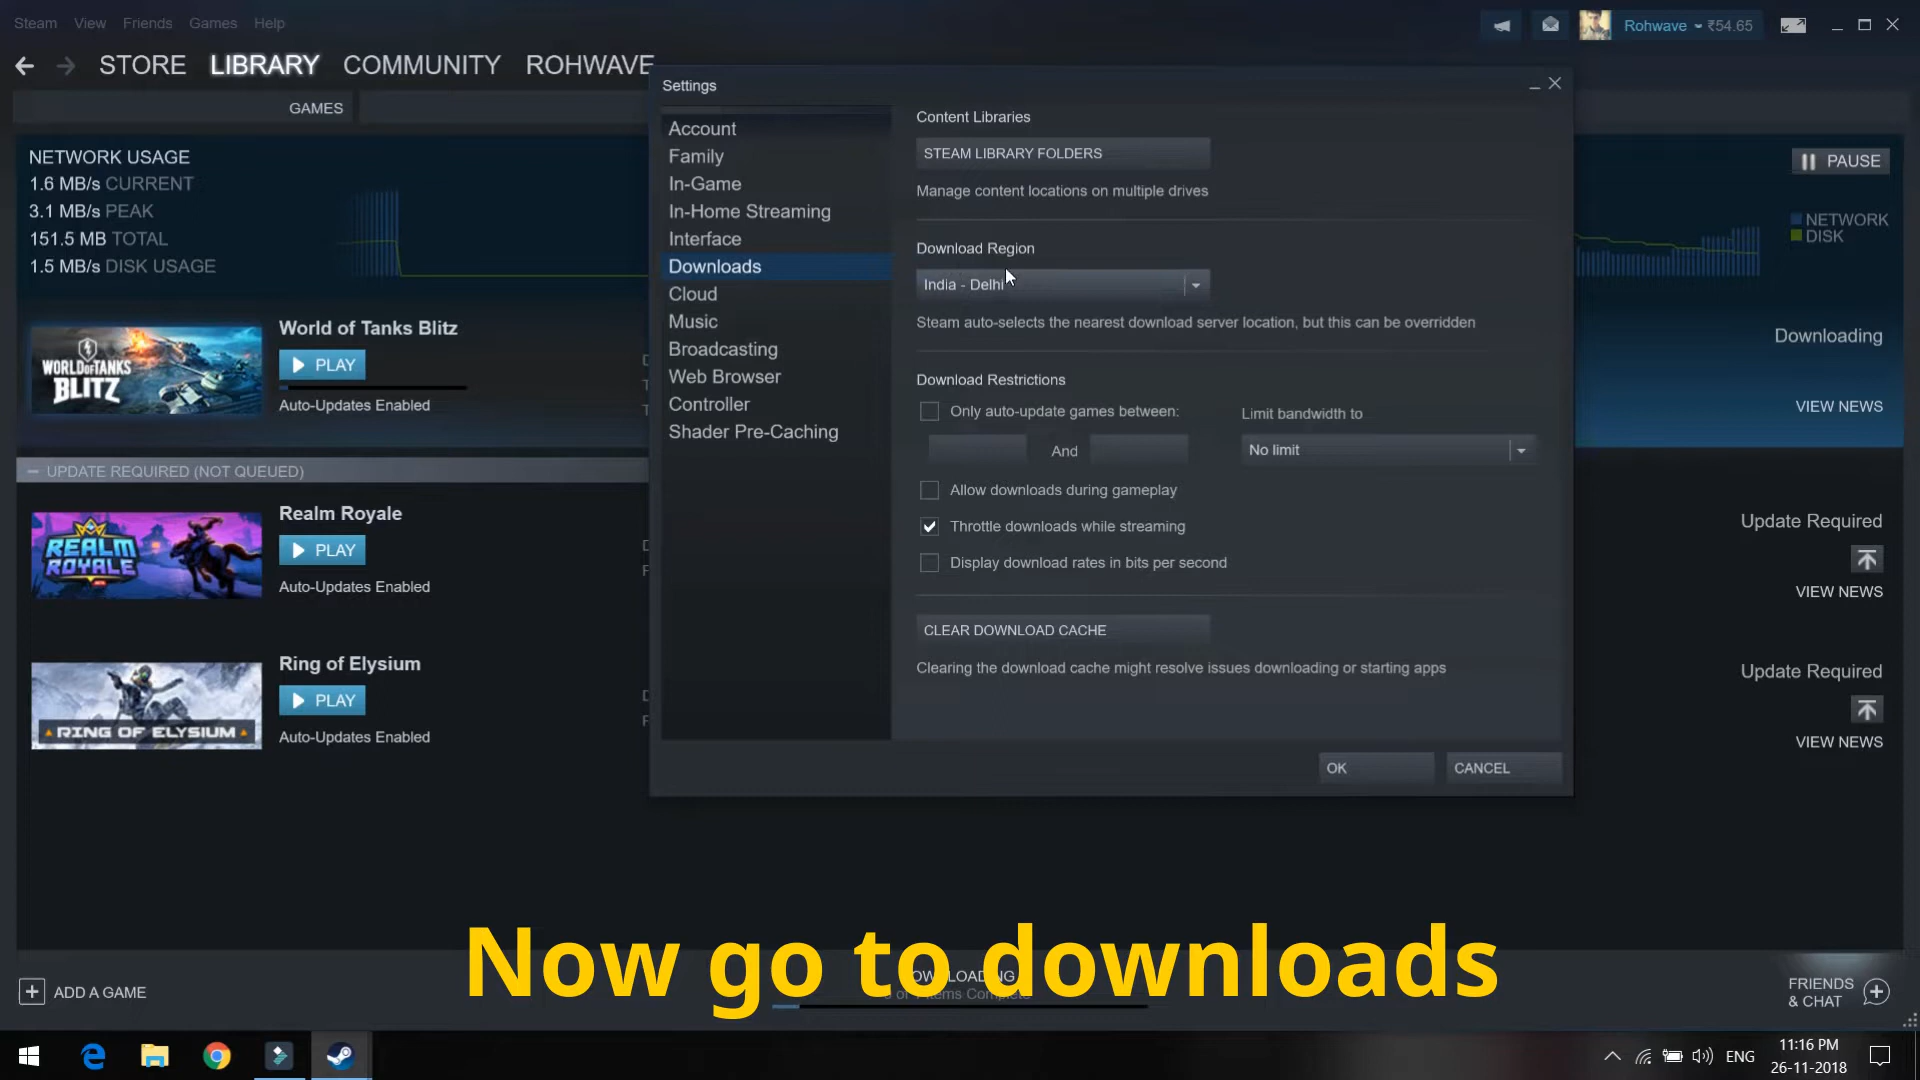 Steam View Friends Games Help
Rohwave ₹54.65
STORE LIBRARY COMMUNITY ROHWAVE
GAMES
NETWORK USAGE
1.6 MB/s CURRENT
3.1 MB/s PEAK
151.5 MB TOTAL
1.5 MB/s DISK USAGE
PAUSE
NETWORK
DISK
WORLD OF TANKS
BLITZ
World of Tanks Blitz
PLAY
Auto-Updates Enabled
Downloading
VIEW NEWS
UPDATE REQUIRED (NOT QUEUED)
REALM
ROYALE
Realm Royale
PLAY
Auto-Updates Enabled
Update Required
VIEW NEWS
RING OF ELYSIUM
Ring of Elysium
PLAY
Auto-Updates Enabled
Update Required
VIEW NEWS
Settings
Account
Family
In-Game
In-Home Streaming
Interface
Downloads
Cloud
Music
Broadcasting
Web Browser
Controller
Shader Pre-Caching
Content Libraries
STEAM LIBRARY FOLDERS
Manage content locations on multiple drives
Download Region
India - Delhi
Steam auto-selects the nearest download server location, but this can be overridden
Download Restrictions
Only auto-update games between:
And
Limit bandwidth to
No limit
Allow downloads during gameplay
Throttle downloads while streaming
Display download rates in bits per second
CLEAR DOWNLOAD CACHE
Clearing the download cache might resolve issues downloading or starting apps
OK CANCEL
Now go to downloads
ADD A GAME
Items Complete
FRIENDS
& CHAT
ENG
11:16 PM
26-11-2018